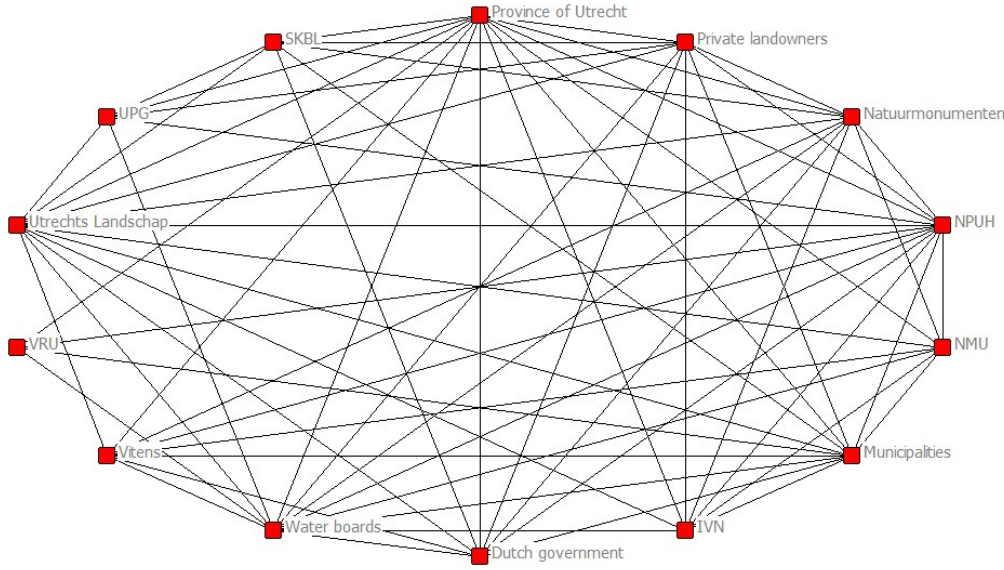 Province of Utrecht
SKBL
Private landowners
UPG
Natuurmonumenten
Utrechts Landschap
NPUH
VRU
NMU
Vitens
Municipalities
Water boards
IVN
Dutch government